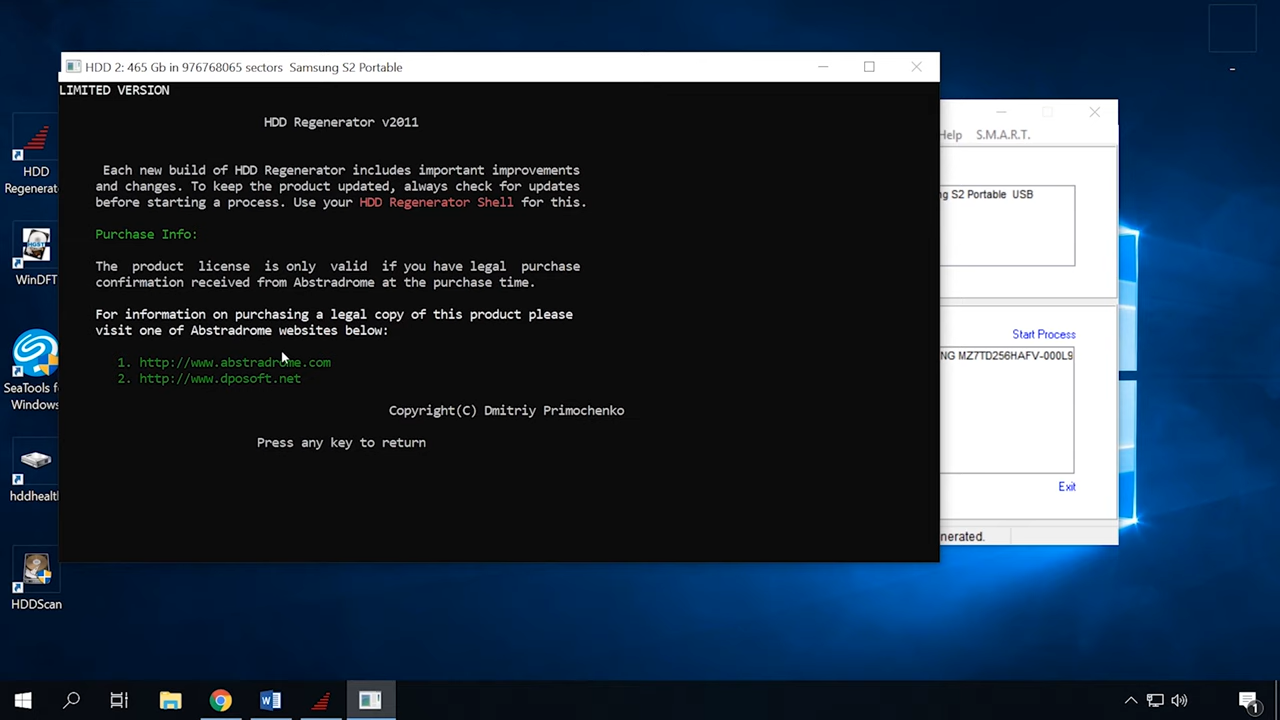 HDD 2: 465 Gb in 976768065 sectors  Samsung S2 Portable
LIMITED VERSION
HDD Regenerator v2011
Each new build of HDD Regenerator includes important improvements
and changes. To keep the product updated, always check for updates
before starting a process. Use your HDD Regenerator Shell for this.
Purchase Info:
The product license is only valid if you have legal purchase
confirmation received from Abstradrome at the purchase time.
For information on purchasing a legal copy of this product please
visit one of Abstradrome websites below:
1. http://www.abstradrome.com
2. http://www.dposoft.net
Copyright(C) Dmitriy Primochenko
Press any key to return
Help S.M.A.R.T.
ng S2 Portable USB
Start Process
NG MZ7TD256HAFV-000L9
Exit
nerated.
HDD
Regenerat
WinDFT
SeaTools f
Windows
hddhealt
HDDScan
1